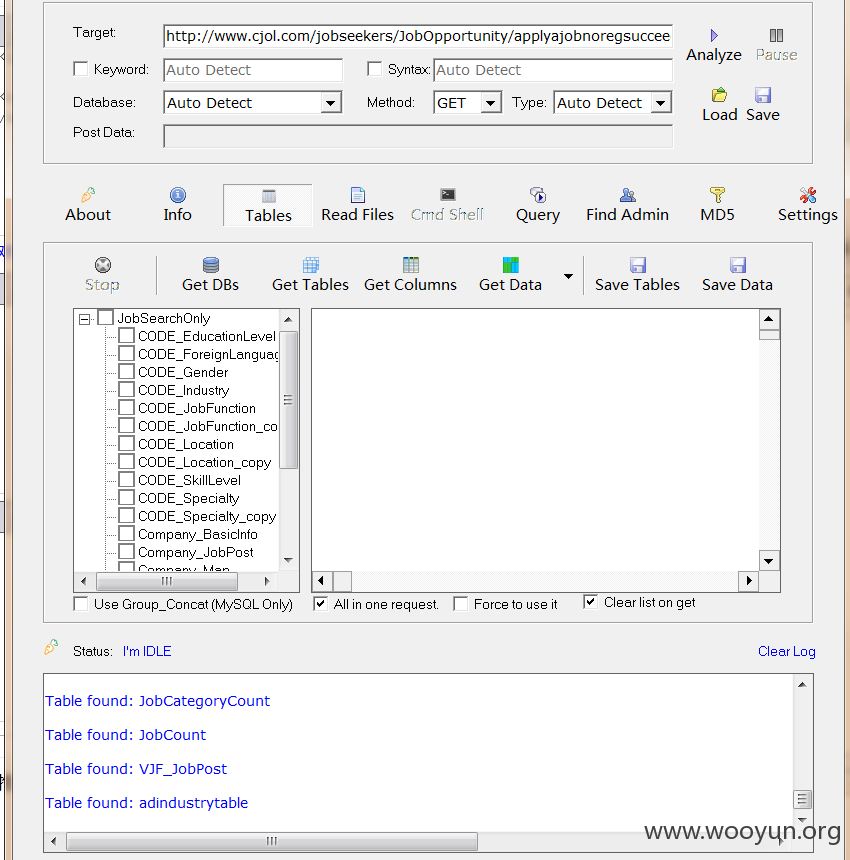 Target: http://www.cjol.com/jobseekers/JobOpportunity/applyajobnoregsuccee
Analyze Pause
Keyword: Auto Detect Syntax: Auto Detect
Database: Auto Detect Method: GET Type: Auto Detect
Load Save
Post Data:
About Info Tables Read Files Cmd Shell Query Find Admin MD5 Settings
Stop Get DBs Get Tables Get Columns Get Data Save Tables Save Data
JobSearchOnly
CODE_EducationLevel
CODE_ForeignLanguag
CODE_Gender
CODE_Industry
CODE_JobFunction
CODE_JobFunction_co
CODE_Location
CODE_Location_copy
CODE_SkillLevel
CODE_Specialty
CODE_Specialty_copy
Company_BasicInfo
Company_JobPost
Company_Map
Use Group_Concat (MySQL Only) All in one request. Force to use it Clear list on get
Status: I'm IDLE Clear Log
Table found: JobCategoryCount
Table found: JobCount
Table found: VJF_JobPost
Table found: adindustrytable
www.wooyun.org